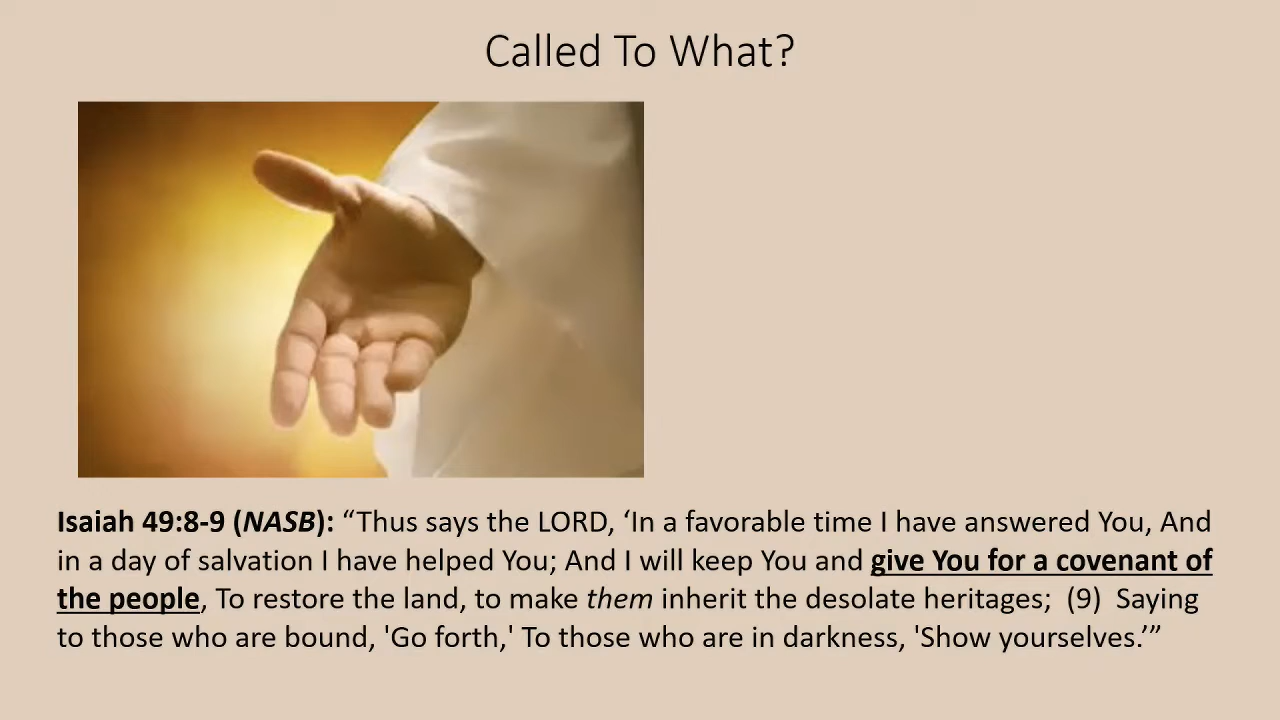 Called To What?
Isaiah 49:8-9 (NASB): “Thus says the LORD, ‘In a favorable time I have answered You, And
in a day of salvation I have helped You; And I will keep You and give You for a covenant of
the people, To restore the land, to make them inherit the desolate heritages;  (9)  Saying
to those who are bound, 'Go forth,' To those who are in darkness, 'Show yourselves.’”